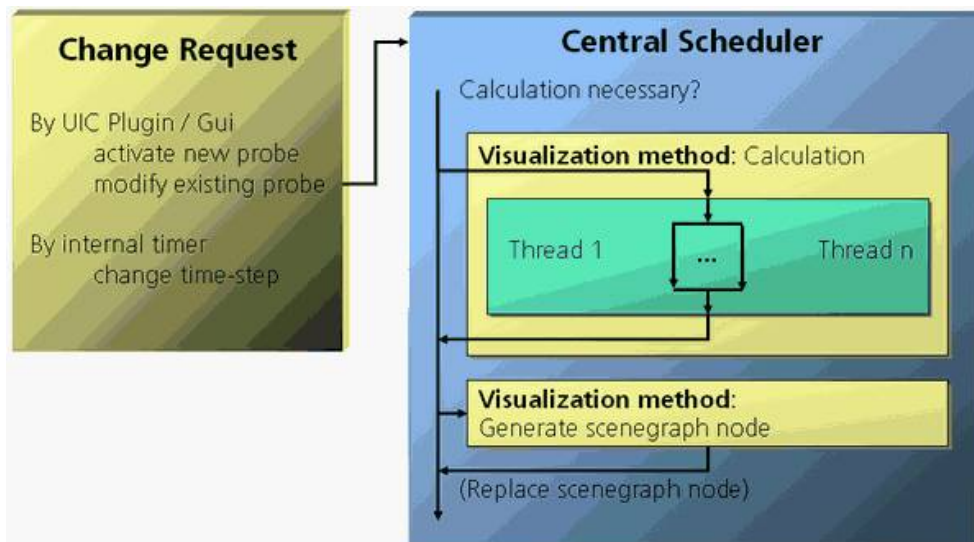 Change Request
By UIC Plugin / Gui
activate new probe
modify existing probe
By internal timer
change time-step
Central Scheduler
Calculation necessary?
Visualization method: Calculation
Thread 1
...
Thread n
Visualization method:
Generate scenegraph node
(Replace scenegraph node)